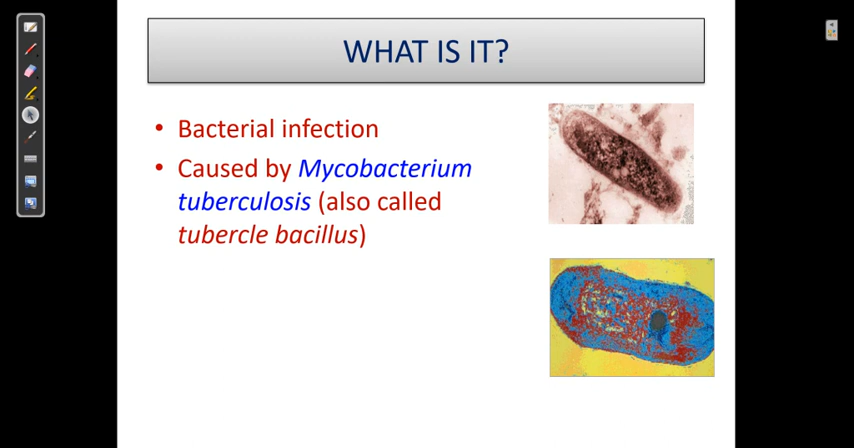 WHAT IS IT?
• Bacterial infection
• Caused by Mycobacterium
tuberculosis (also called
tubercle bacillus)